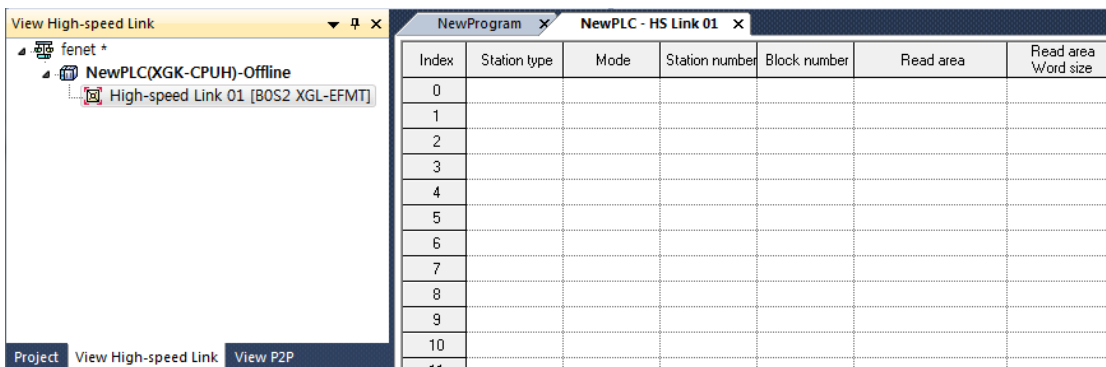 View High-speed Link
fenet *
NewPLC(XGK-CPUH)-Offline
High-speed Link 01 [B0S2 XGL-EFMT]
Project View High-speed Link View P2P
NewProgram NewPLC - HS Link 01
Index Station type Mode Station number Block number Read area Read area
Word size
0
1
2
3
4
5
6
7
8
9
10